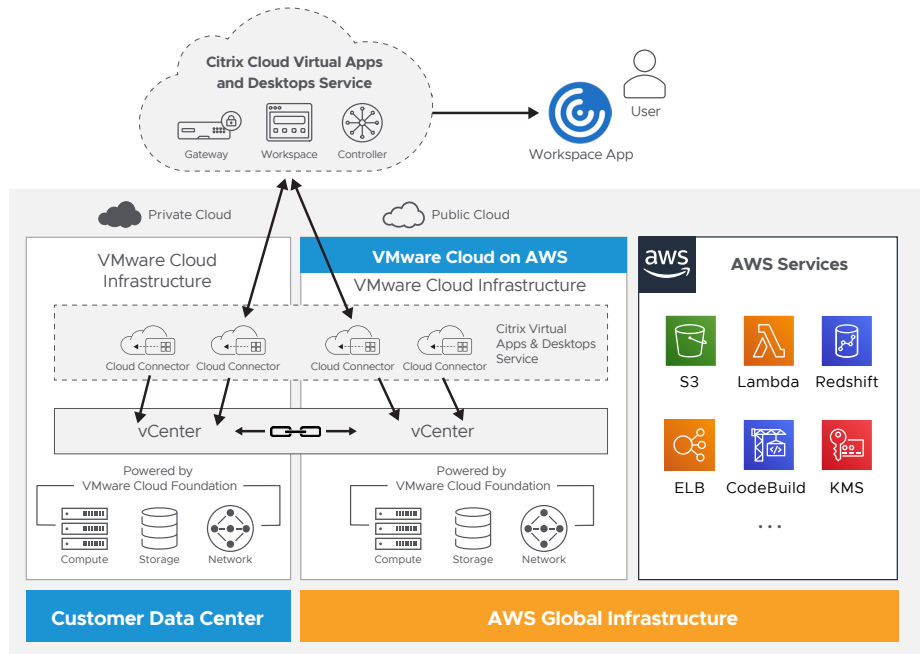 Citrix Cloud Virtual Apps
and Desktops Service
Gateway
Workspace
Controller
User
Workspace App
Private Cloud
Public Cloud
VMware Cloud
Infrastructure
VMware Cloud on AWS
VMware Cloud Infrastructure
aws
AWS Services
Citrix Virtual
Apps & Desktops
Service
Cloud Connector
Cloud Connector
Cloud Connector
Cloud Connector
S3
Lambda
Redshift
vCenter
vCenter
ELB
CodeBuild
KMS
...
Powered by
VMware Cloud Foundation
Compute
Storage
Network
Powered by
VMware Cloud Foundation
Compute
Storage
Network
Customer Data Center
AWS Global Infrastructure